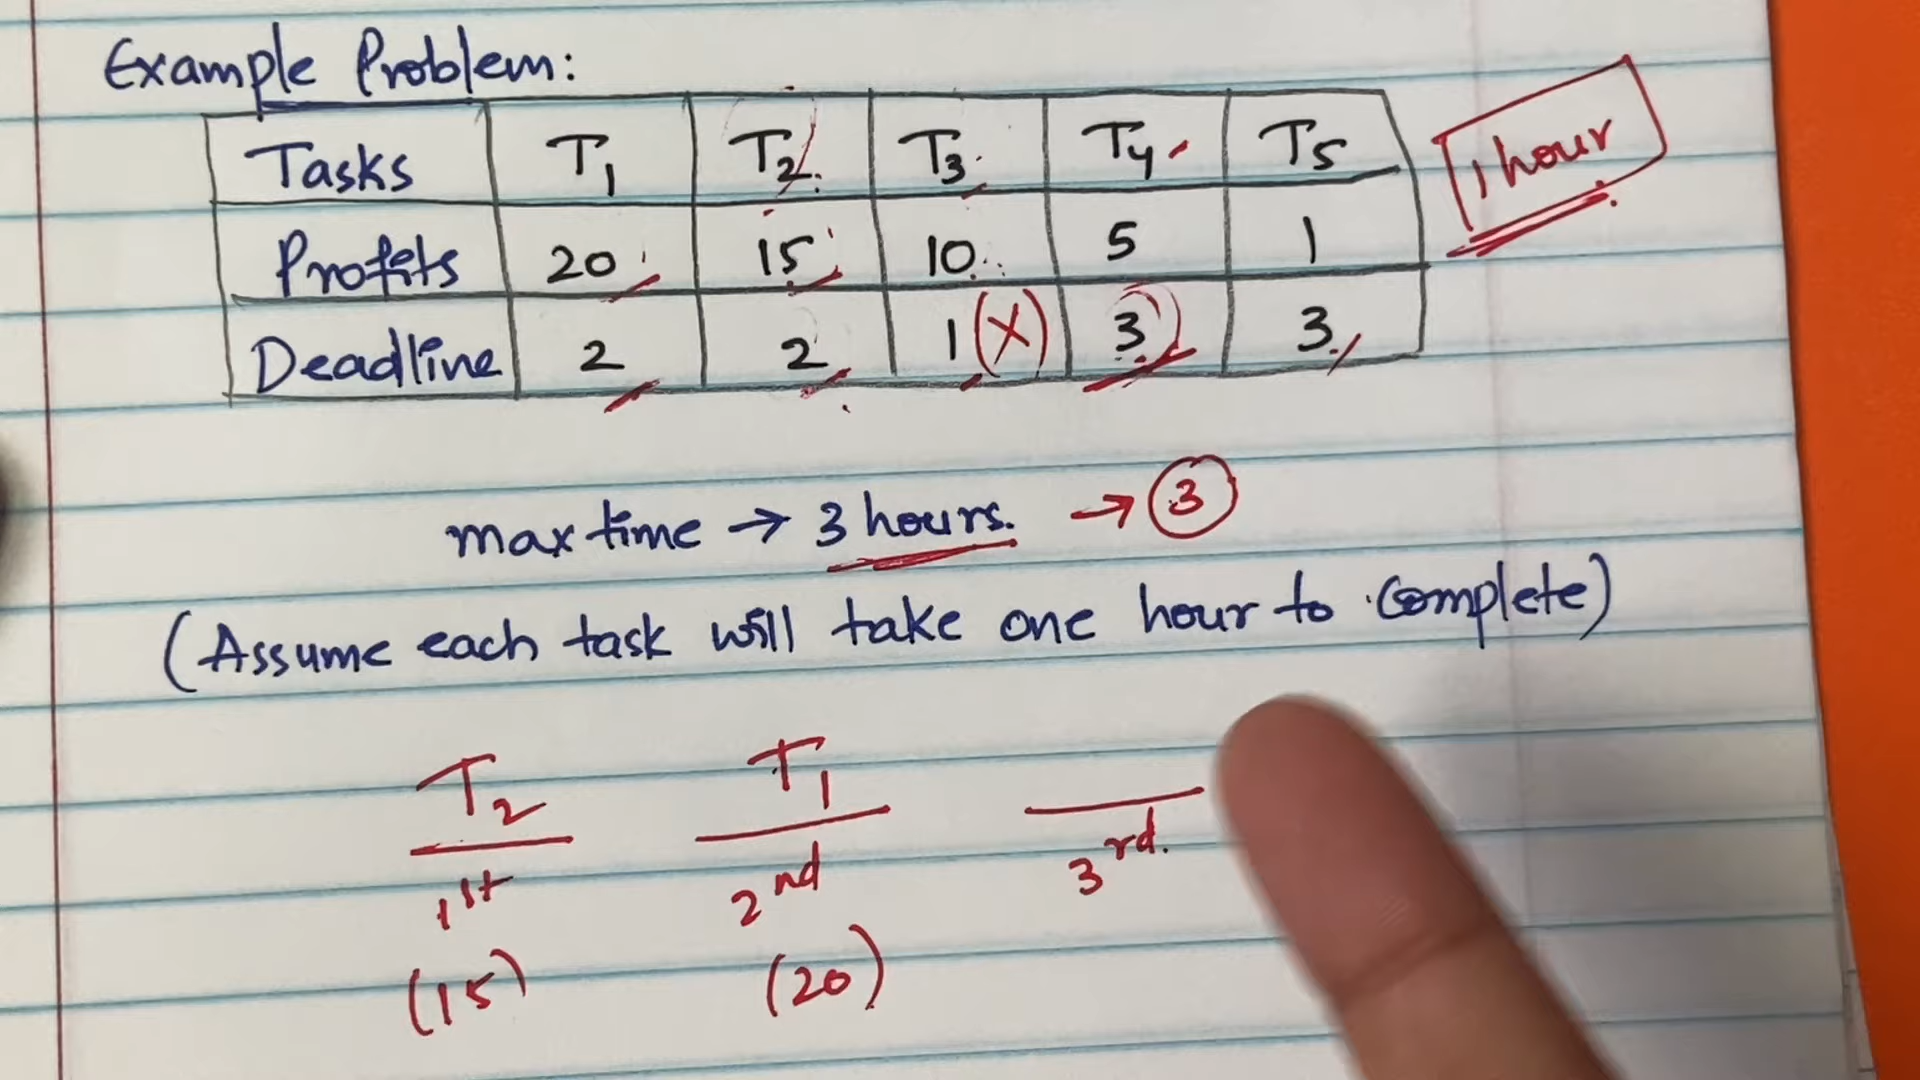 Example Problem:
Tasks T1 T2 T3 T4 T5
1 hour
Profits 20 15 10 5 1
Deadline 2 2 1 (X) 3 3
max time → 3 hours. → 3
(Assume each task will take one hour to complete)
T2 T1
1st 2nd 3rd.
(15) (20)